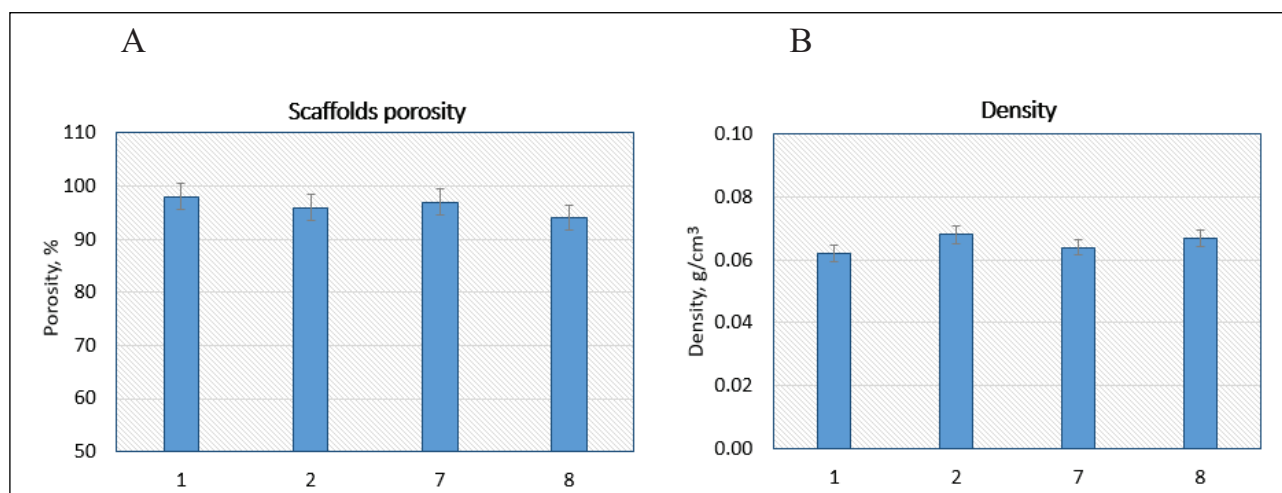 A
Scaffolds porosity
Porosity, %
110
100
90
80
70
60
50
1 2 7 8
B
Density
Density, g/cm³
0.10
0.08
0.06
0.04
0.02
0.00
1 2 7 8